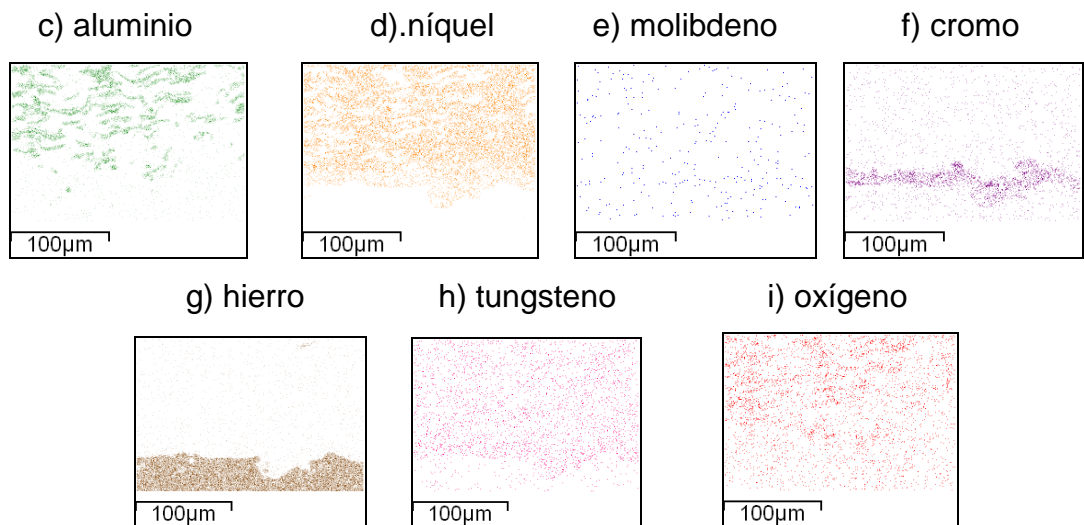 c) aluminio
d).níquel
e) molibdeno
f) cromo
100µm
100µm
100µm
100µm
g) hierro
h) tungsteno
i) oxígeno
100µm
100µm
100µm